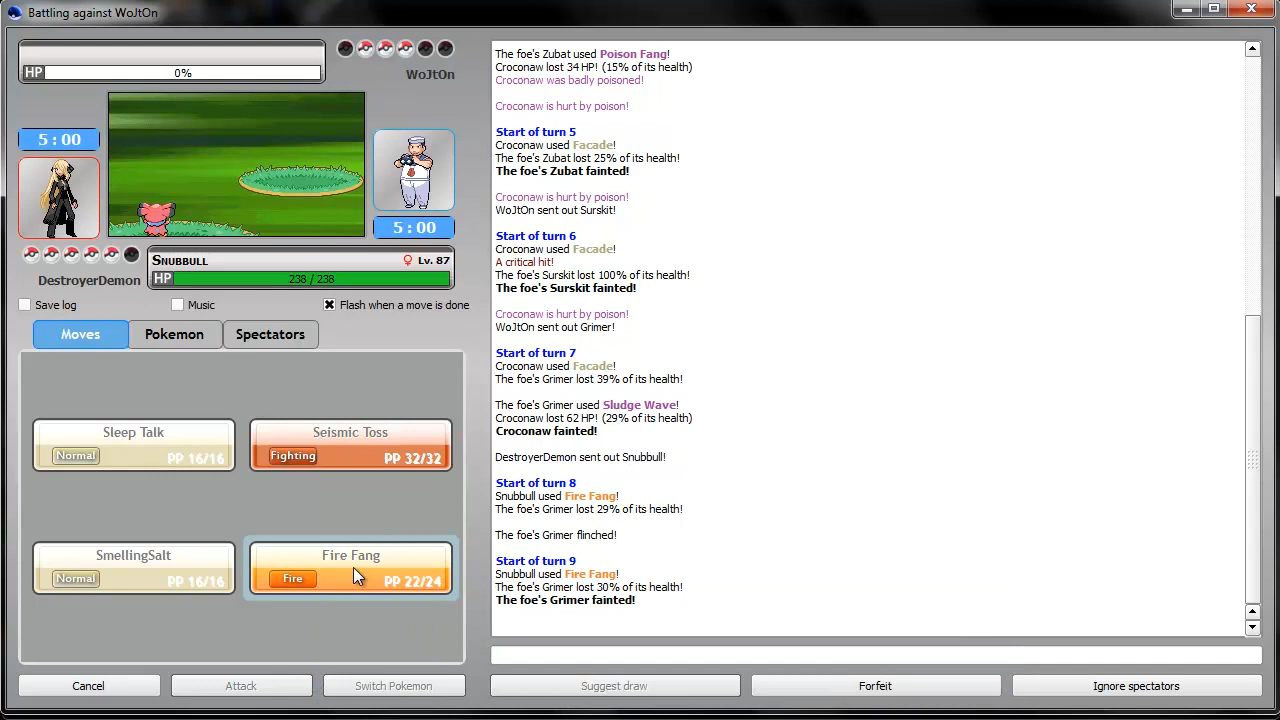 Battling against WoJtOn
HP 0%
WoJtOn
5:00
5:00
DestroyerDemon
SNUBBULL ♀ Lv. 87
HP 238 / 238
Save log
Music
Flash when a move is done
Moves
Pokemon
Spectators
Sleep Talk
Normal PP 16/16
Seismic Toss
Fighting PP 32/32
SmellingSalt
Normal PP 16/16
Fire Fang
Fire PP 22/24
Cancel
Attack
Switch Pokemon
The foe's Zubat used Poison Fang!
Croconaw lost 34 HP! (15% of its health)
Croconaw was badly poisoned!
Croconaw is hurt by poison!
Start of turn 5
Croconaw used Facade!
The foe's Zubat lost 25% of its health!
The foe's Zubat fainted!
Croconaw is hurt by poison!
WoJtOn sent out Surskit!
Start of turn 6
Croconaw used Facade!
A critical hit!
The foe's Surskit lost 100% of its health!
The foe's Surskit fainted!
Croconaw is hurt by poison!
WoJtOn sent out Grimer!
Start of turn 7
Croconaw used Facade!
The foe's Grimer lost 39% of its health!
The foe's Grimer used Sludge Wave!
Croconaw lost 62 HP! (29% of its health)
Croconaw fainted!
DestroyerDemon sent out Snubbull!
Start of turn 8
Snubbull used Fire Fang!
The foe's Grimer lost 29% of its health!
The foe's Grimer flinched!
Start of turn 9
Snubbull used Fire Fang!
The foe's Grimer lost 30% of its health!
The foe's Grimer fainted!
Suggest draw
Forfeit
Ignore spectators